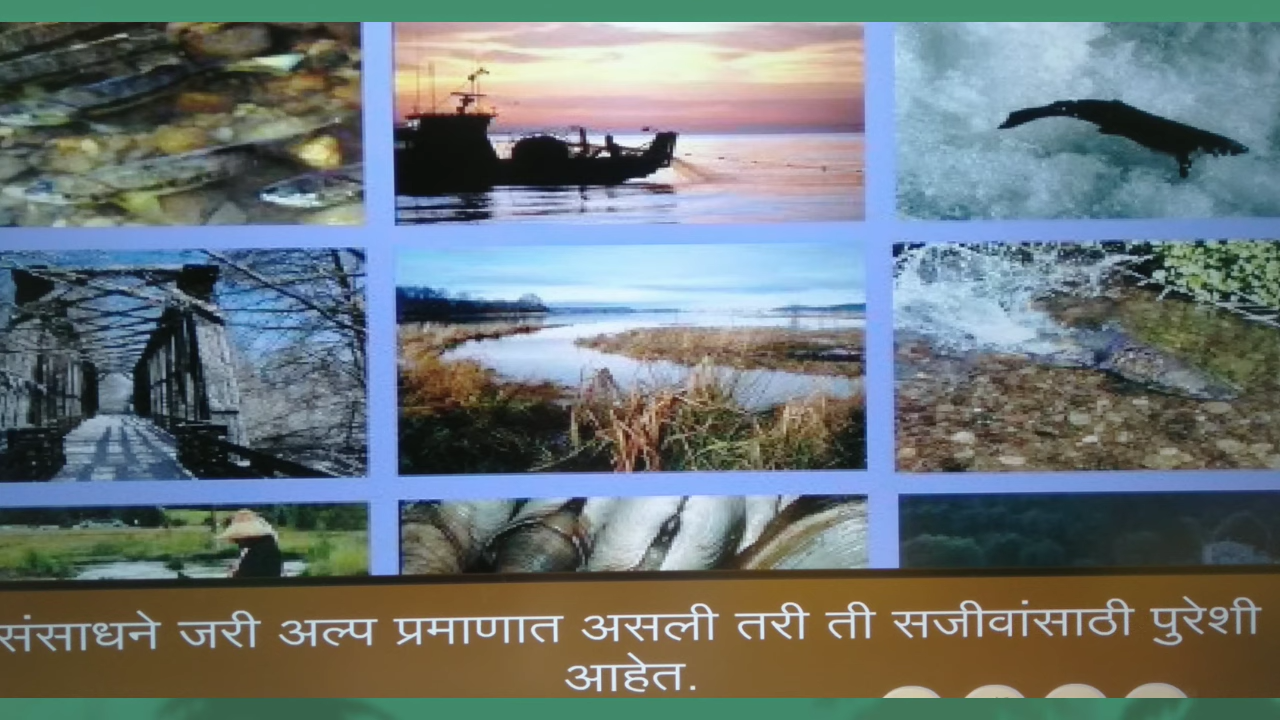 संसाधने जरी अल्प प्रमाणात असली तरी ती सजीवांसाठी पुरेशी
आहेत.